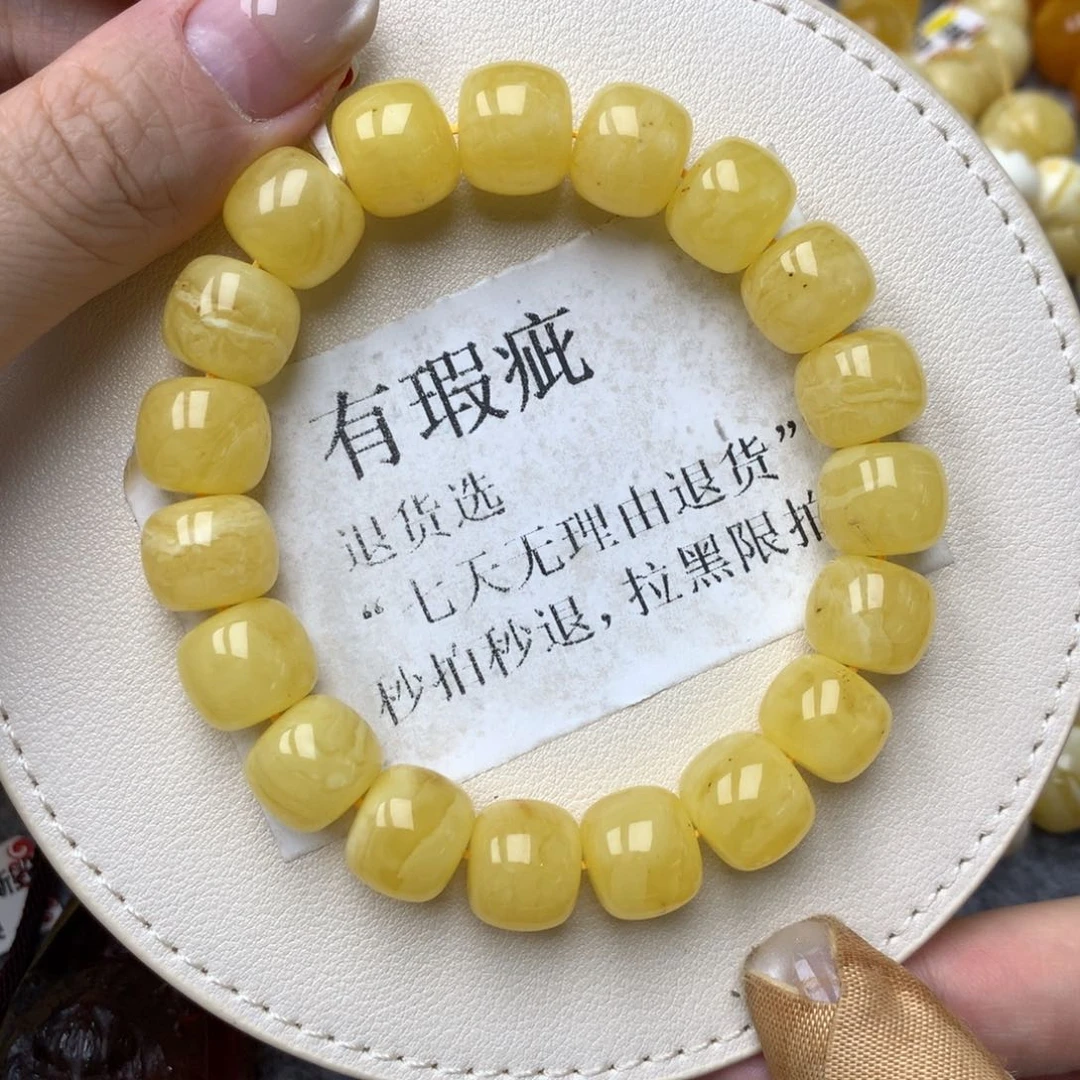 有瑕疵
退货选
“七天无理由退货”
秒拍秒退，拉黑限拍